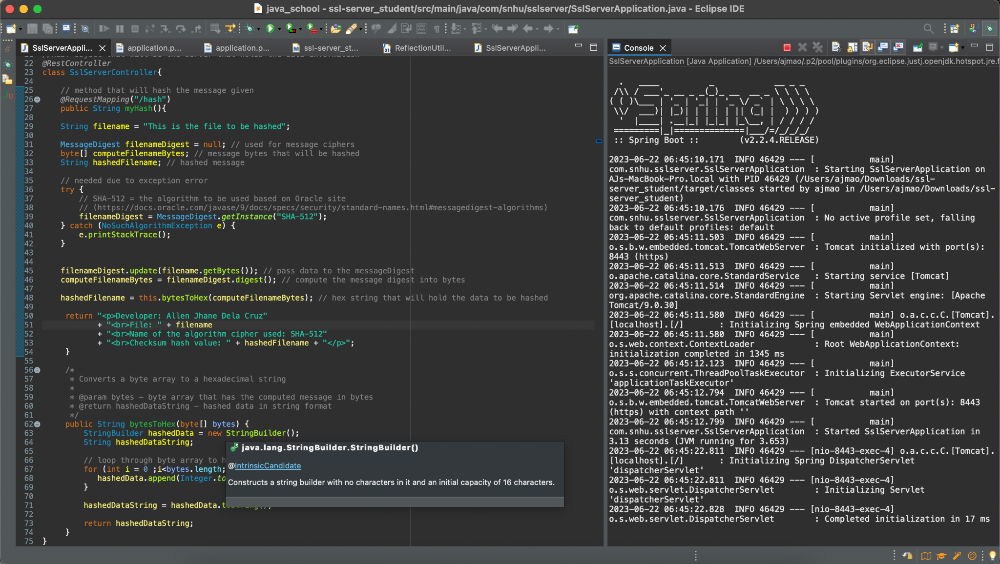 java_school - ssl-server_student/src/main/java/com/snhu/sslserver/SslServerApplication.java - Eclipse IDE
SslServerAppli...
application.p...
application.p...
ssl-server_st...
ReflectionUtil...
SslServerAppli...
22 @RestController
23 class SslServerController{
24
25 // method that will hash the message given
26 @RequestMapping("/hash")
27 public String myHash(){
28
29 String filename = "This is the file to be hashed";
30
31 MessageDigest filenameDigest = null; // used for message ciphers
32 byte[] computeFilenameBytes; // message bytes that will be hashed
33 String hashedFilename; // hashed message
34
35 // needed due to exception error
36 try {
37 // SHA-512 = the algorithm to be used based on Oracle site
38 // (https://docs.oracle.com/javase/9/docs/specs/security/standard-names.html#messagedigest-algorithms)
39 filenameDigest = MessageDigest.getInstance("SHA-512");
40 } catch (NoSuchAlgorithmException e) {
41 e.printStackTrace();
42 }
43
44
45 filenameDigest.update(filename.getBytes()); // pass data to the messageDigest
46 computeFilenameBytes = filenameDigest.digest(); // compute the message digest into bytes
47
48 hashedFilename = this.bytesToHex(computeFilenameBytes); // hex string that will hold the data to be hashed
49
50 return "<p>Developer: Allen Jhane Dela Cruz"
51 + "<br>File: " + filename
52 + "<br>Name of the algorithm cipher used: SHA-512"
53 + "<br>Checksum hash value: " + hashedFilename + "</p>";
54 }
55
56 /*
57 * Converts a byte array to a hexadecimal string
58 *
59 * @param bytes - byte array that has the computed message in bytes
60 * @return hashedDataString - hashed data in string format
61 */
62 public String bytesToHex(byte[] bytes) {
63 StringBuilder hashedData = new StringBuilder();
64 String hashedDataString;
65
66 // loop through byte array to h
67 for (int i = 0 ;i<bytes.length;
68 hashedData.append(Integer.to
69 }
70
71 hashedDataString = hashedData.
72
73 return hashedDataString;
74 }
75 }
java.lang.StringBuilder.StringBuilder()
@IntrinsicCandidate
Constructs a string builder with no characters in it and an initial capacity of 16 characters.
Console
SslServerApplication [Java Application] /Users/ajmao/.p2/pool/plugins/org.eclipse.justj.openjdk.hotspot.jre.f
Spring
:: Spring Boot :: (v2.2.4.RELEASE)
2023-06-22 06:45:10.171 INFO 46429 --- [ main]
com.snhu.sslserver.SslServerApplication : Starting SslServerApplication on
AJs-MacBook-Pro.local with PID 46429 (/Users/ajmao/Downloads/ssl-
server_student/target/classes started by ajmao in /Users/ajmao/Downloads/ssl-
server_student)
2023-06-22 06:45:10.176 INFO 46429 --- [ main]
com.snhu.sslserver.SslServerApplication : No active profile set, falling
back to default profiles: default
2023-06-22 06:45:11.503 INFO 46429 --- [ main]
o.s.b.w.embedded.tomcat.TomcatWebServer : Tomcat initialized with port(s):
8443 (https)
2023-06-22 06:45:11.513 INFO 46429 --- [ main]
o.apache.catalina.core.StandardService : Starting service [Tomcat]
2023-06-22 06:45:11.514 INFO 46429 --- [ main]
org.apache.catalina.core.StandardEngine : Starting Servlet engine: [Apache
Tomcat/9.0.30]
2023-06-22 06:45:11.580 INFO 46429 --- [ main] o.a.c.c.C.[Tomcat].
[localhost].[/] : Initializing Spring embedded WebApplicationContext
2023-06-22 06:45:11.580 INFO 46429 --- [ main]
o.s.web.context.ContextLoader : Root WebApplicationContext:
initialization completed in 1345 ms
2023-06-22 06:45:12.123 INFO 46429 --- [ main]
o.s.s.concurrent.ThreadPoolTaskExecutor : Initializing ExecutorService
'applicationTaskExecutor'
2023-06-22 06:45:12.794 INFO 46429 --- [ main]
o.s.b.w.embedded.tomcat.TomcatWebServer : Tomcat started on port(s): 8443
(https) with context path ''
2023-06-22 06:45:12.799 INFO 46429 --- [ main]
com.snhu.sslserver.SslServerApplication : Started SslServerApplication in
3.13 seconds (JVM running for 3.653)
2023-06-22 06:45:22.811 INFO 46429 --- [nio-8443-exec-4] o.a.c.c.C.[Tomcat].
[localhost].[/] : Initializing Spring DispatcherServlet
'dispatcherServlet'
2023-06-22 06:45:22.811 INFO 46429 --- [nio-8443-exec-4]
o.s.web.servlet.DispatcherServlet : Initializing Servlet
'dispatcherServlet'
2023-06-22 06:45:22.828 INFO 46429 --- [nio-8443-exec-4]
o.s.web.servlet.DispatcherServlet : Completed initialization in 17 ms